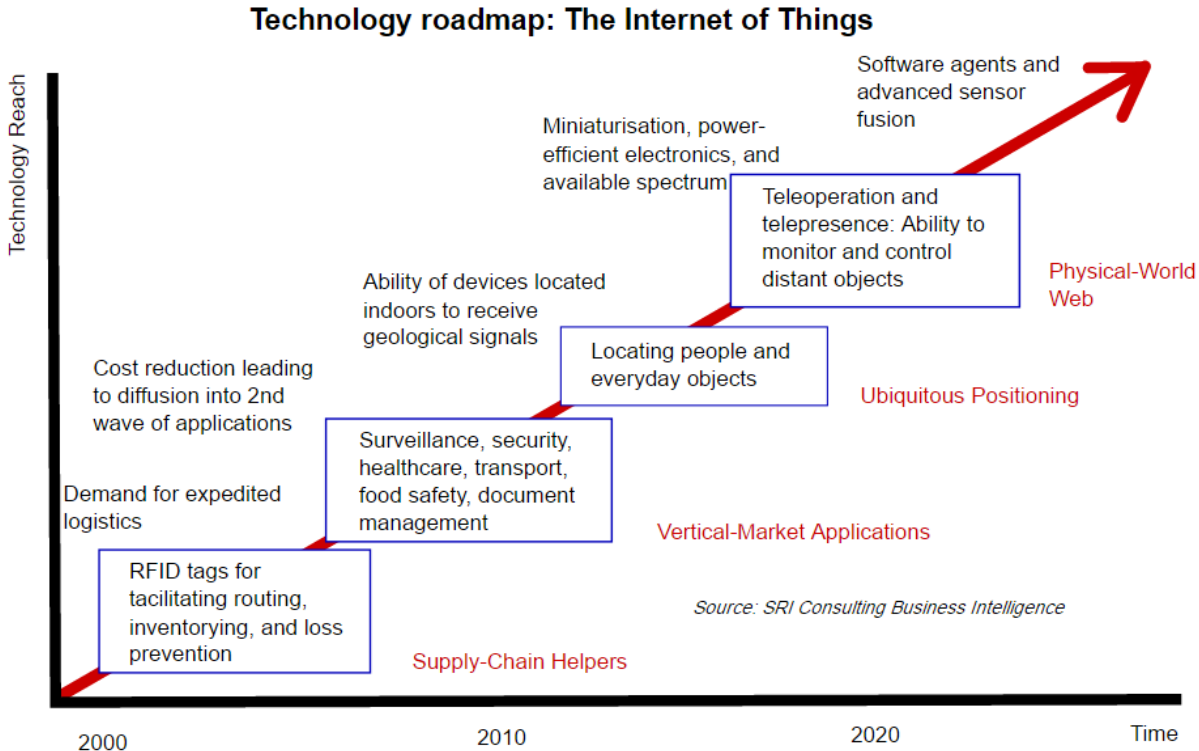 Technology roadmap: The Internet of Things
Technology Reach
Software agents and
advanced sensor
fusion
Miniaturisation, power-
efficient electronics, and
available spectrum
Teleoperation and
telepresence: Ability to
monitor and control
distant objects
Physical-World
Web
Ability of devices located
indoors to receive
geological signals
Locating people and
everyday objects
Ubiquitous Positioning
Cost reduction leading
to diffusion into 2nd
wave of applications
Surveillance, security,
healthcare, transport,
food safety, document
management
Vertical-Market Applications
Demand for expedited
logistics
RFID tags for
tacilitating routing,
inventorying, and loss
prevention
Supply-Chain Helpers
Source: SRI Consulting Business Intelligence
2000
2010
2020
Time